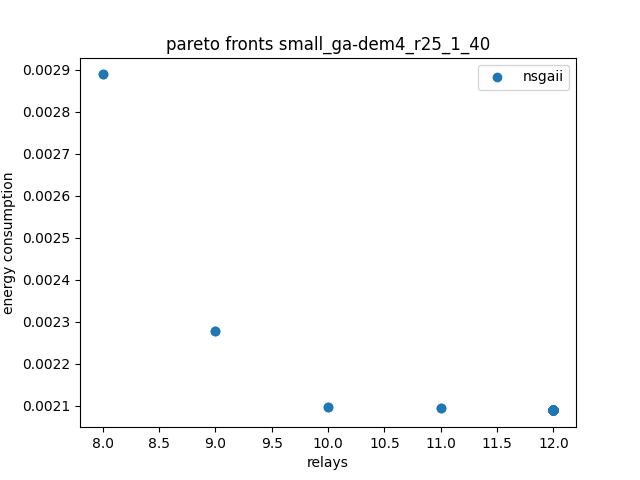 pareto fronts small_ga-dem4_r25_1_40
nsgaii
0.0029
0.0028
0.0027
0.0026
0.0025
0.0024
0.0023
0.0022
0.0021
energy consumption
8.0 8.5 9.0 9.5 10.0 10.5 11.0 11.5 12.0
relays